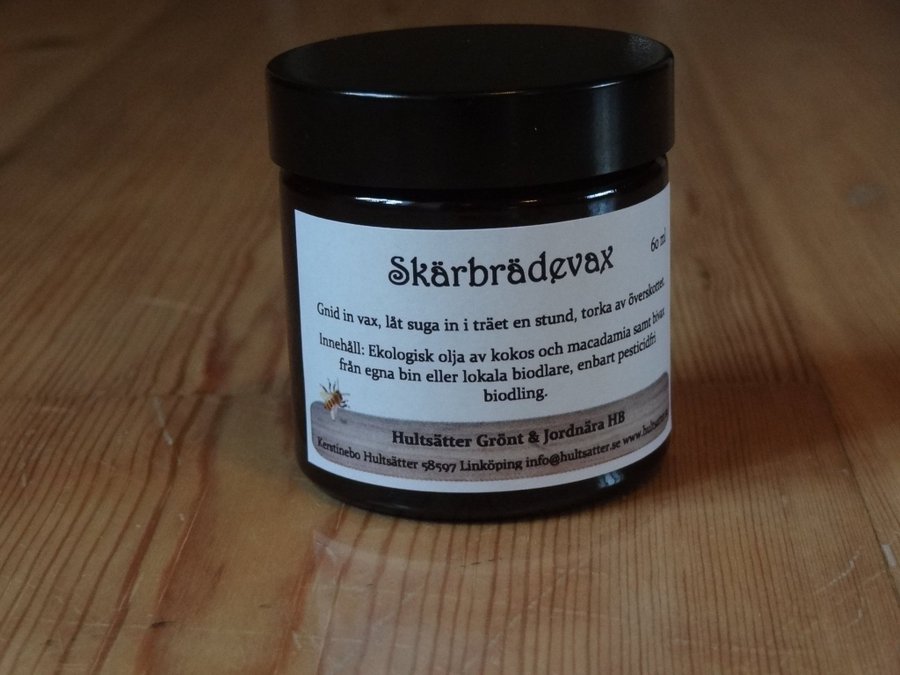 60 ml
Skärbrädevax
Gnid in vax, låt suga in i träet en stund, torka av överskottet.
Innehåll: Ekologisk olja av kokos och macadamia samt bivax
från egna bin eller lokala biodlare, enbart pesticidfri
biodling.
Hultsätter Grönt & Jordnära HB
Kerstinebo Hultsätter 58597 Linköping info@hultsatter.se